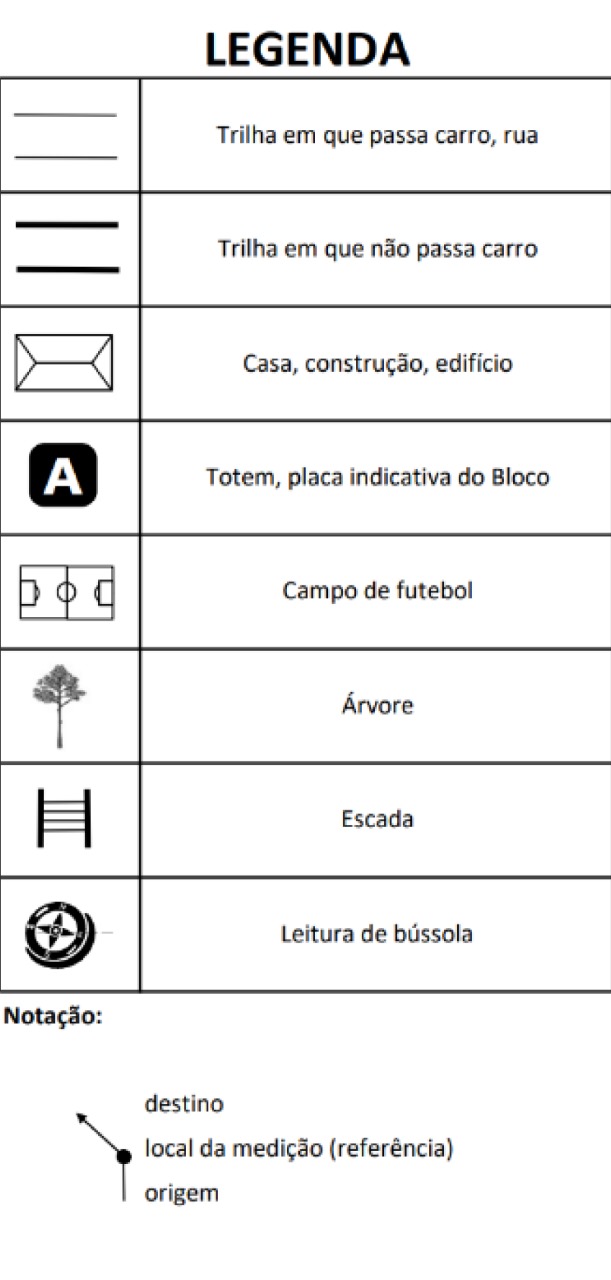 LEGENDA
Trilha em que passa carro, rua
Trilha em que não passa carro
Casa, construção, edifício
A
Totem, placa indicativa do Bloco
Campo de futebol
Árvore
Escada
Leitura de bússola
Notação:
destino
local da medição (referência)
origem